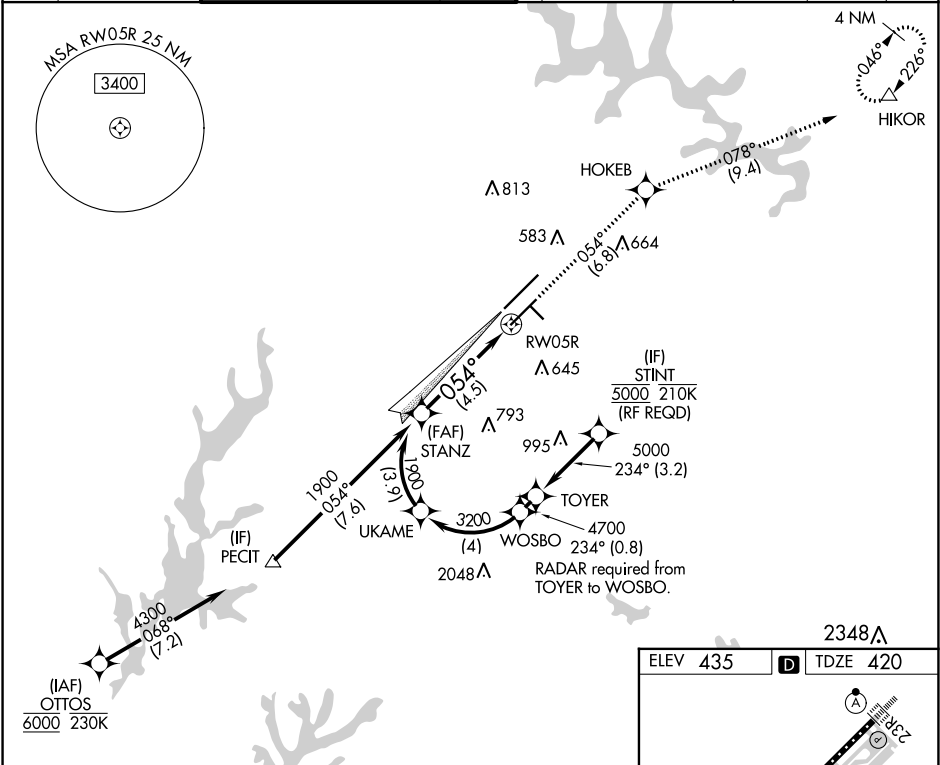 MSA RW05R 25 NM
3400
4 NM
046°
226°
HIKOR
078°
(9.4)
HOKEB
813
583
664
054°
(6.8)
RW05R
645
(IF)
STINT
5000 210K
(RF REQD)
054°
(4.5)
(FAF)
STANZ
793
995
5000
234° (3.2)
1900
(3.9)
TOYER
1900
054°
(7.6)
UKAME
3200
(4)
WOSBO
4700
234° (0.8)
(IF)
PECIT
2048
RADAR required from
TOYER to WOSBO.
4300
068°
(7.2)
2348
(IAF)
OTTOS
6000 230K
ELEV 435 D TDZE 420
A
23R
P